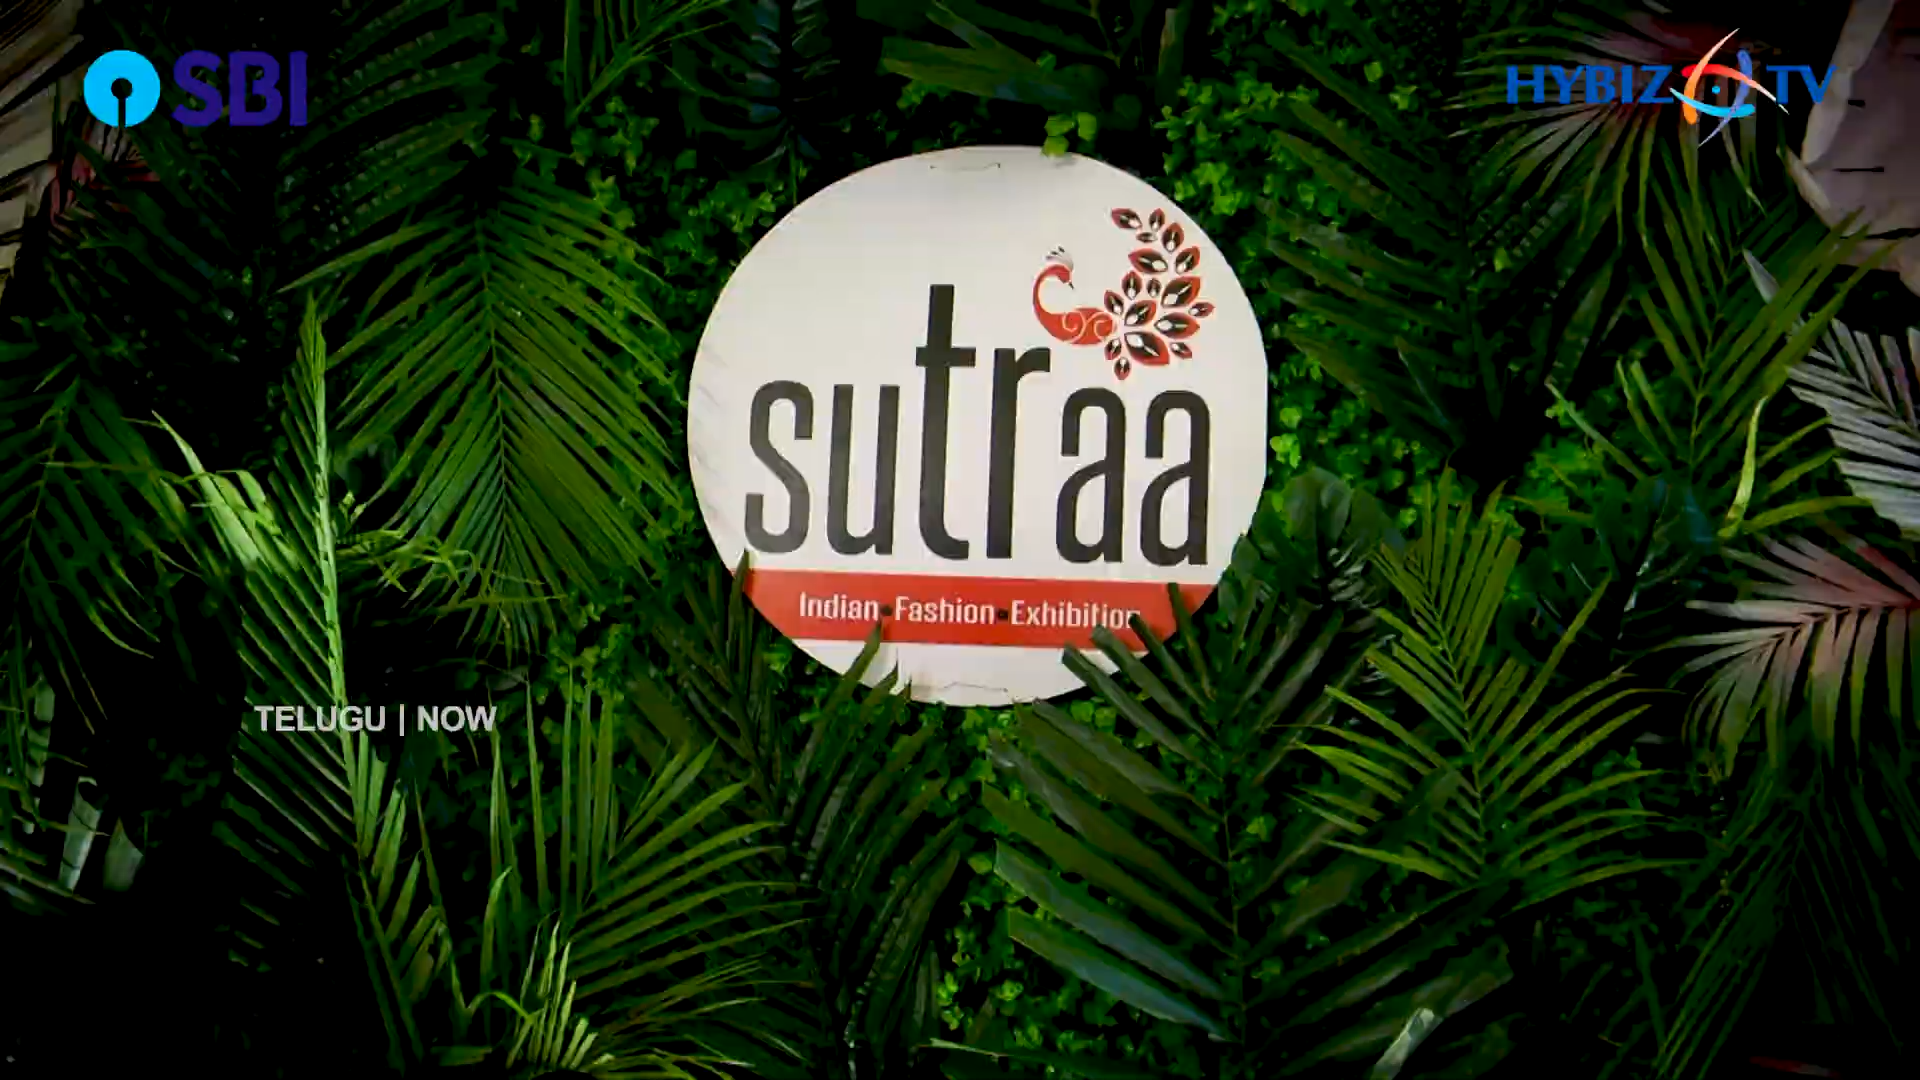 SBI
HYBIZ TV
sutraa
Indian Fashion Exhibition
TELUGU | NOW